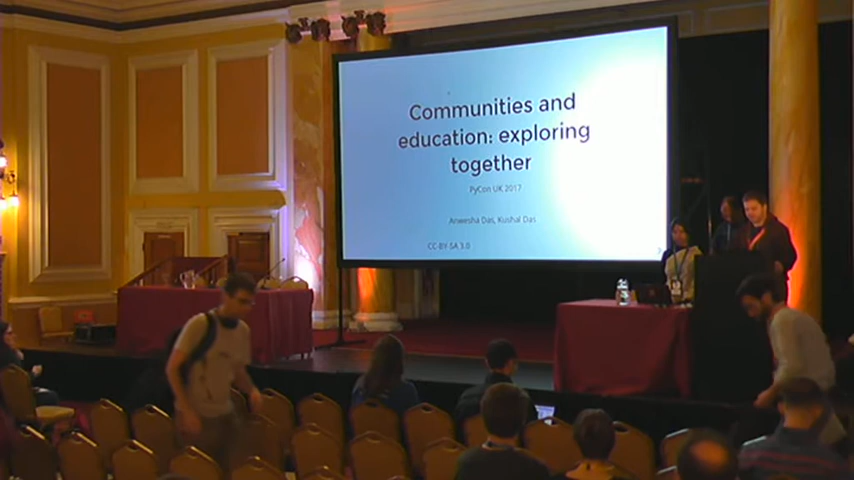 Communities and
education: exploring
together
PyCon UK 2017
Anwesha Das, Kushal Das
CC-BY-SA 3.0